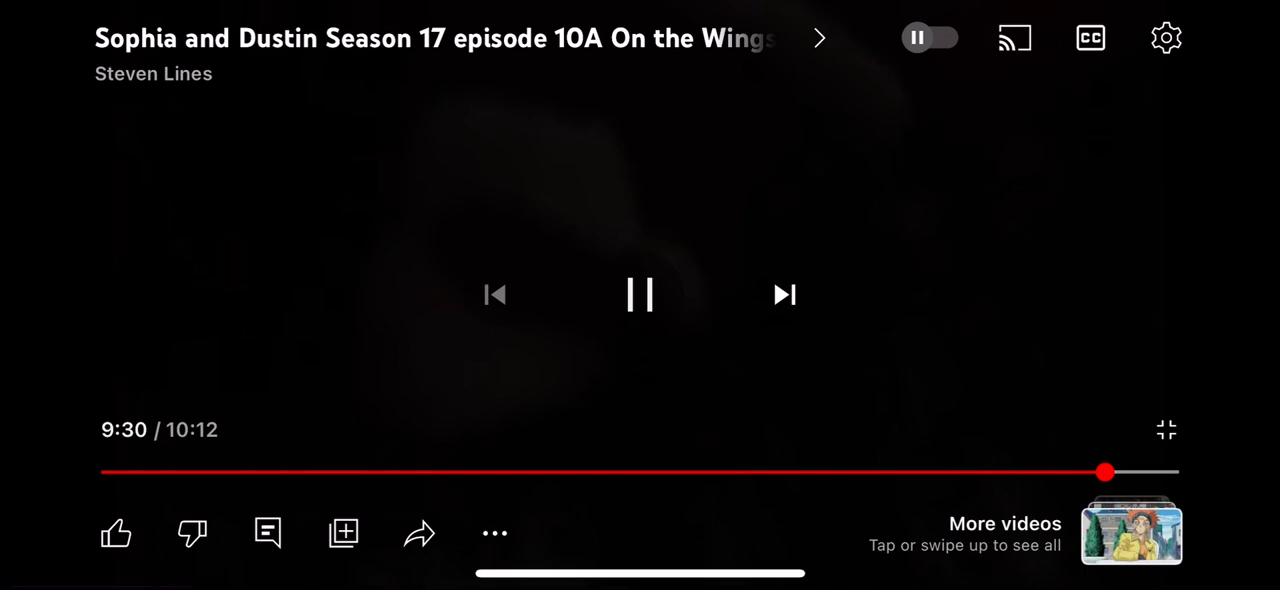 Sophia and Dustin Season 17 episode 10A On the Wings
Steven Lines
CC
9:30 / 10:12
More videos
Tap or swipe up to see all